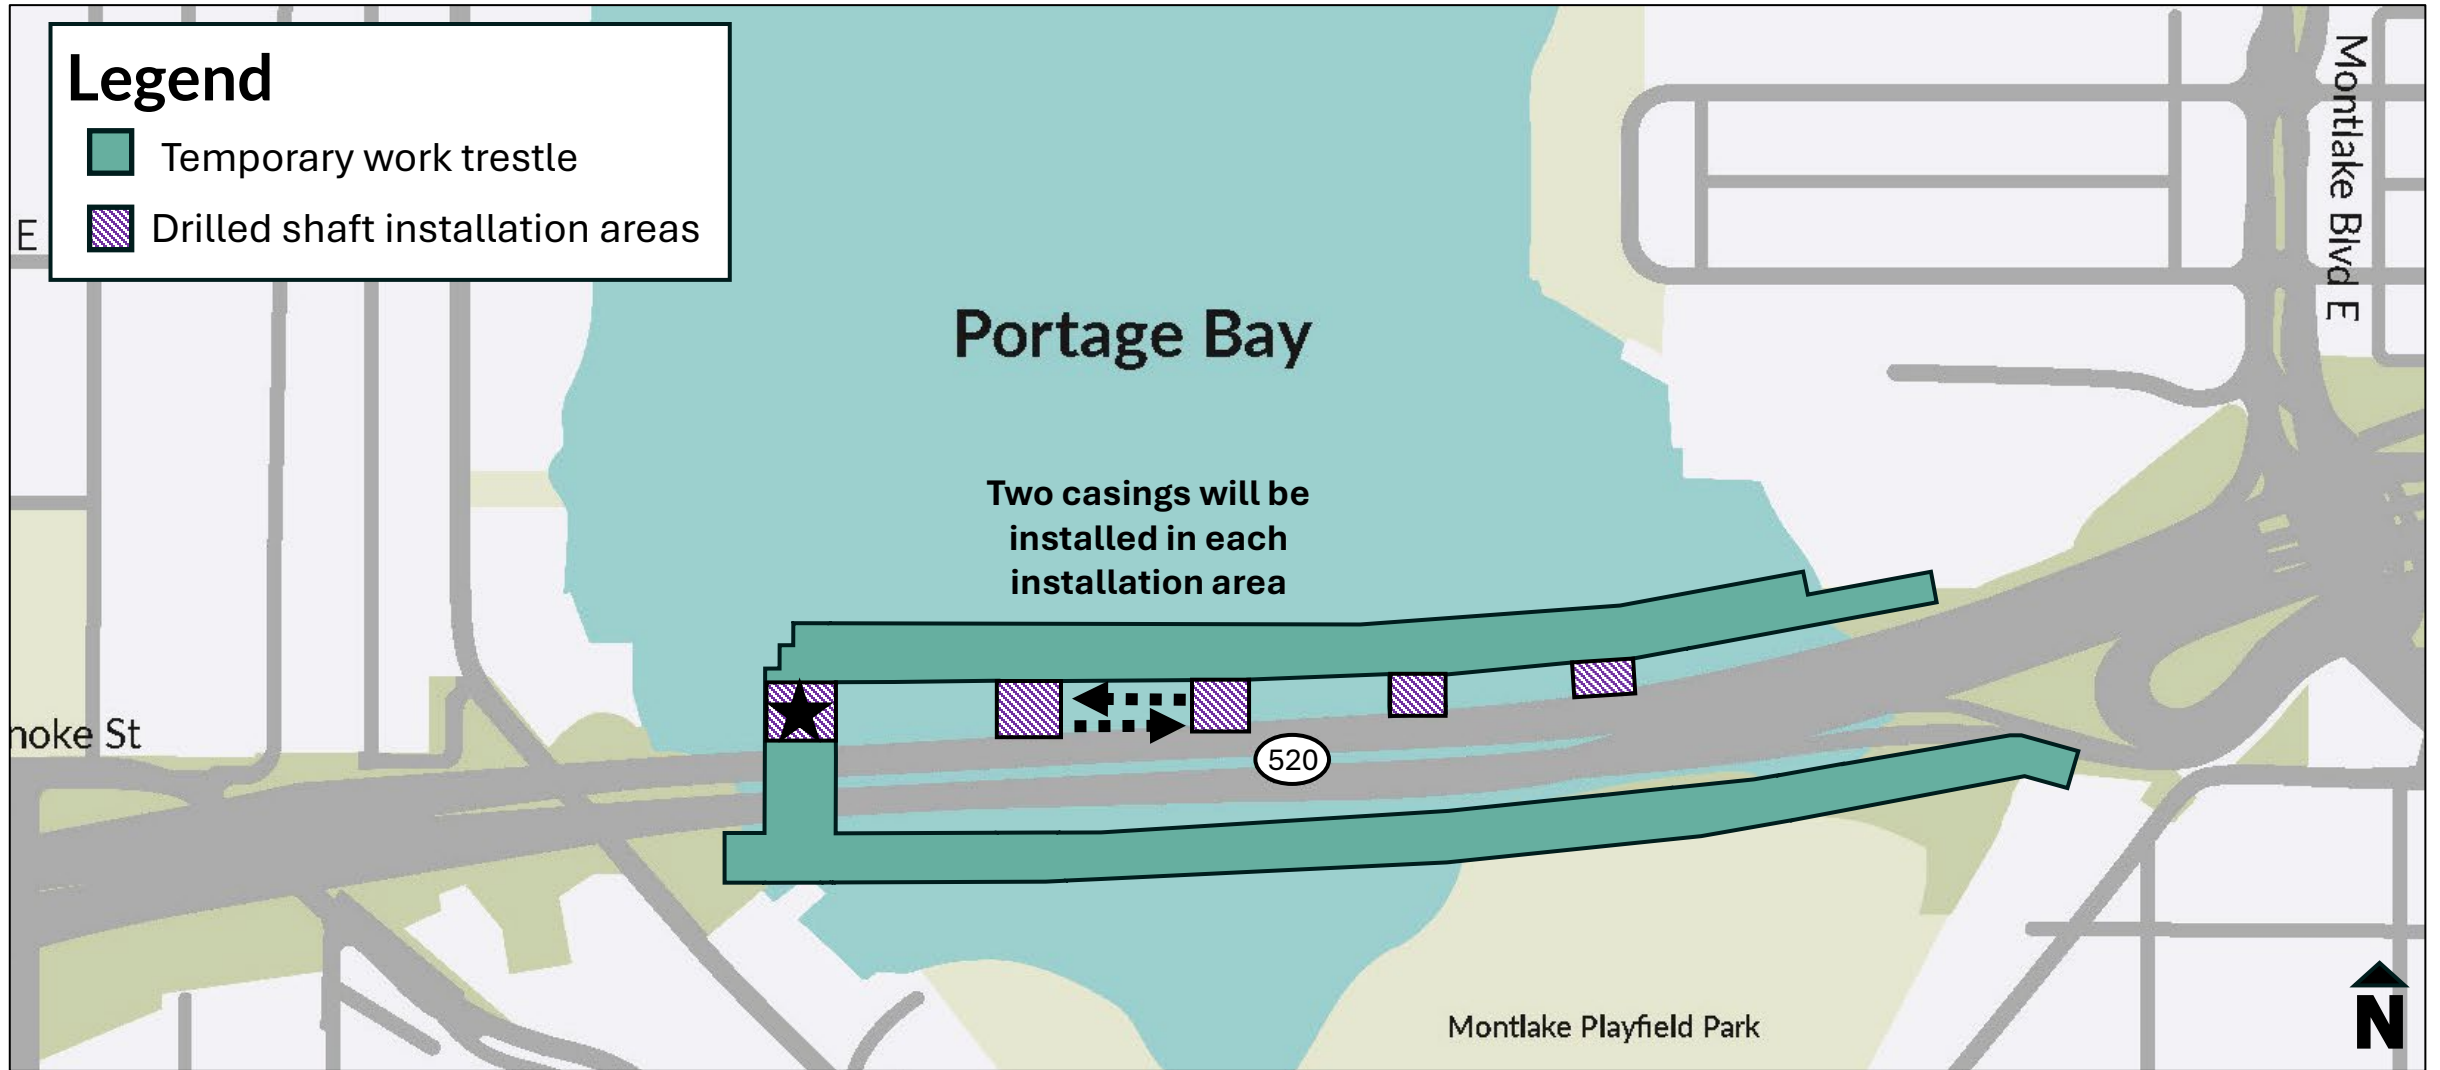 Legend
Temporary work trestle
Drilled shaft installation areas
E
Montlake Blvd E
Portage Bay
Two casings will be
installed in each
installation area
noke St
520
Montlake Playfield Park
N